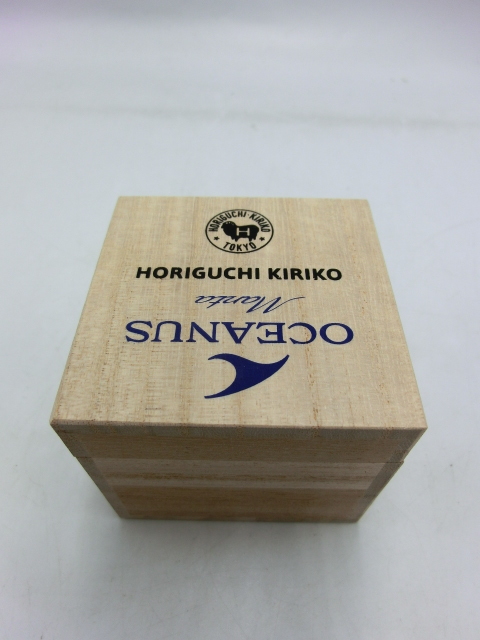 HORIGUCHI·KIRIKO
H
TOKYO
HORIGUCHI KIRIKO
Manta
OCEANUS